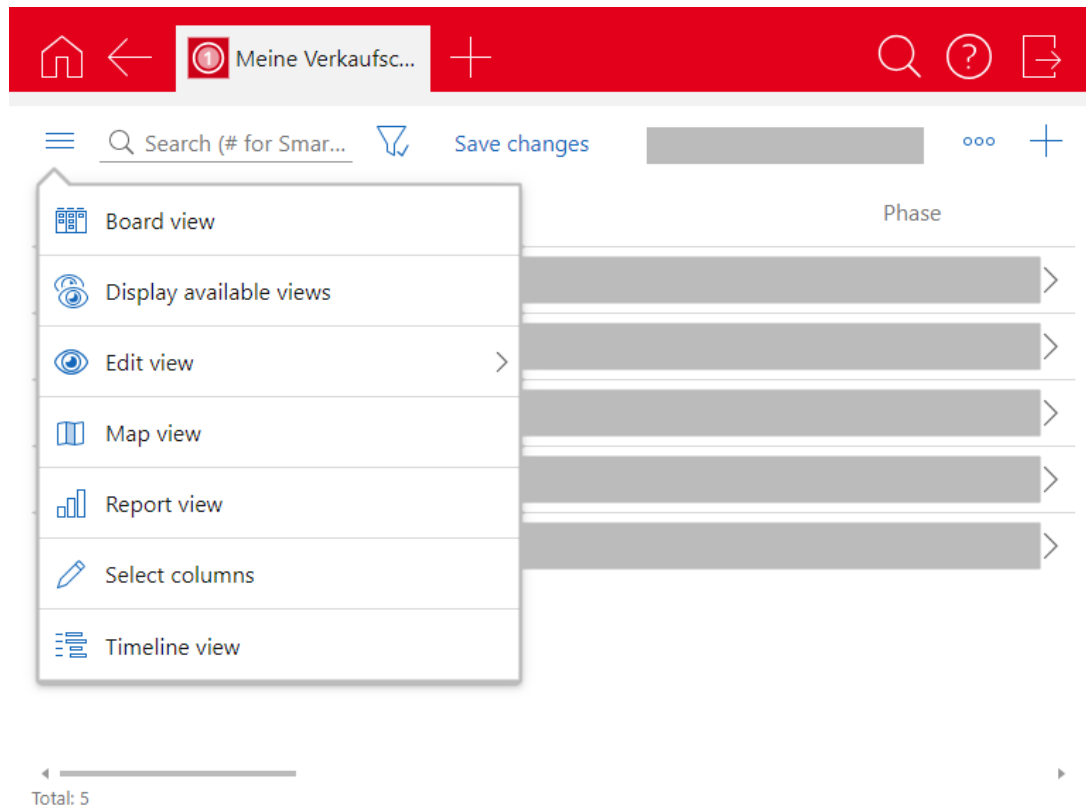 Meine Verkaufsc...
Search (# for Smar...
Save changes
Phase
Board view
Display available views
Edit view
Map view
Report view
Select columns
Timeline view
Total: 5